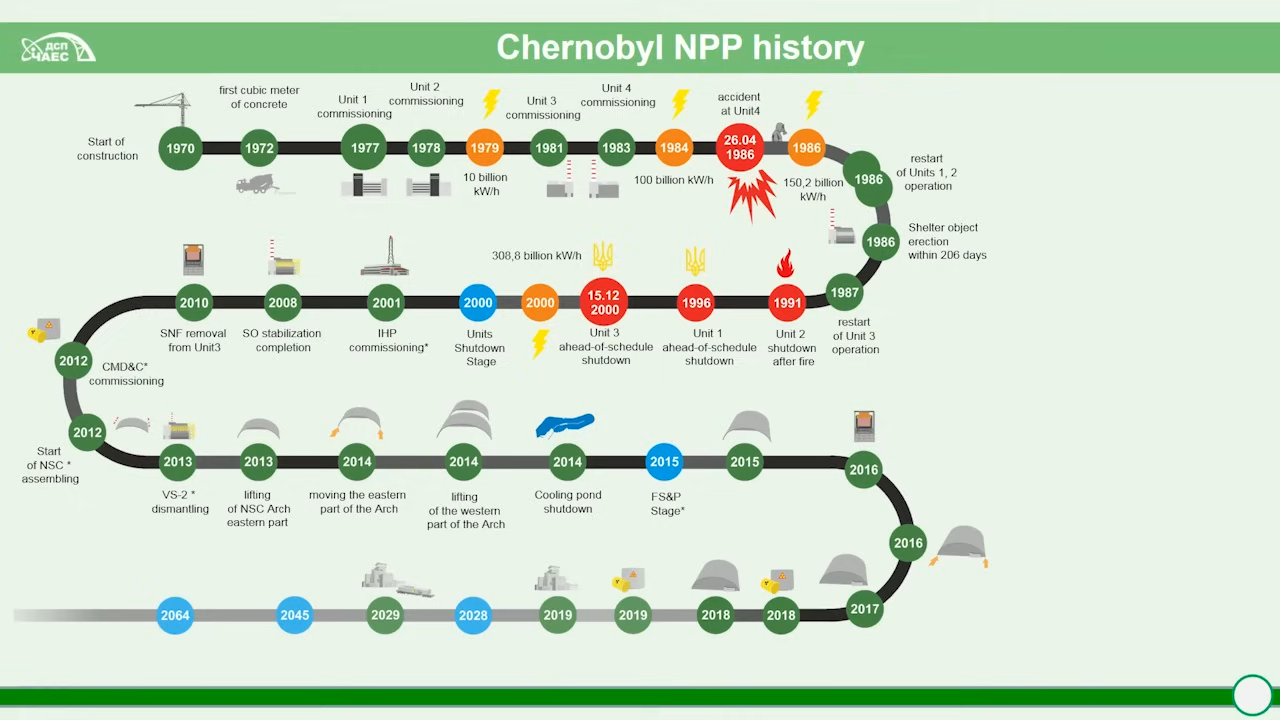 ДСП
ЧАЕС
Chernobyl NPP history
Start of
construction
1970
first cubic meter
of concrete
1972
Unit 1
commissioning
1977
Unit 2
commissioning
1978
1979
10 billion
kW/h
Unit 3
commissioning
1981
Unit 4
commissioning
1983
1984
100 billion kW/h
accident
at Unit4
26.04
1986
1986
150,2 billion
kW/h
1986
restart
of Units 1, 2
operation
1986
Shelter object
erection
within 206 days
1987
restart
of Unit 3
operation
1991
Unit 2
shutdown
after fire
1996
Unit 1
ahead-of-schedule
shutdown
15.12
2000
Unit 3
ahead-of-schedule
shutdown
308,8 billion kW/h
2000
2000
Units
Shutdown
Stage
2001
IHP
commissioning*
2008
SO stabilization
completion
2010
SNF removal
from Unit3
2012
CMD&C*
commissioning
2012
Start
of NSC *
assembling
2013
VS-2 *
dismantling
2013
lifting
of NSC Arch
eastern part
2014
moving the eastern
part of the Arch
2014
lifting
of the western
part of the Arch
2014
Cooling pond
shutdown
2015
FS&P
Stage*
2015
2016
2016
2017
2018
2018
2019
2019
2028
2029
2045
2064